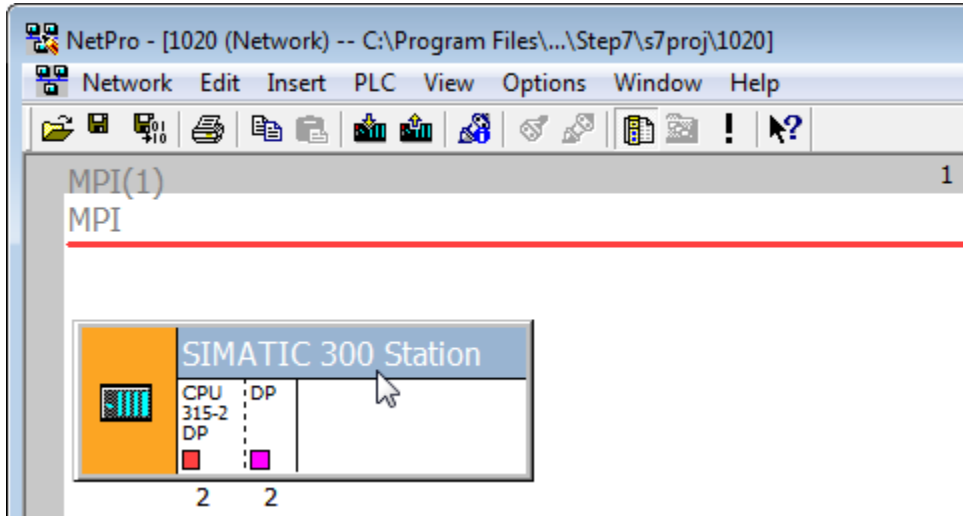 NetPro - [1020 (Network) -- C:\Program Files\...\Step7\s7proj\1020]
Network Edit Insert PLC View Options Window Help
MPI(1)
1
MPI
SIMATIC 300 Station
CPU 315-2 DP
DP
2
2